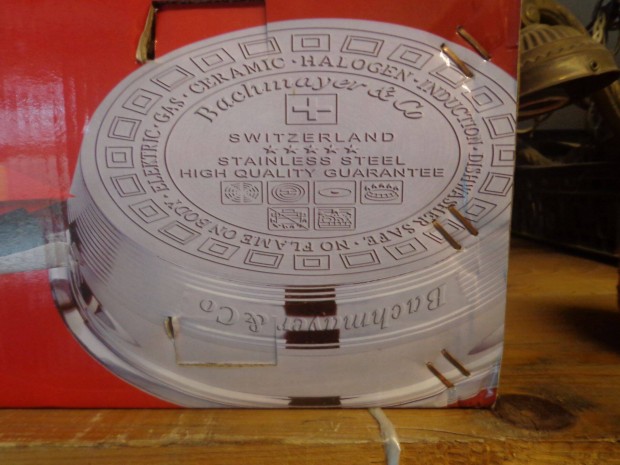 ELEKTRIC · GAS · CERAMIC · HALOGEN · INDUCTION · DISHWASHER SAFE · NO FLAME ON BODY ·
Bachmayer & Co
SWITZERLAND
STAINLESS STEEL
HIGH QUALITY GUARANTEE
Bachmayer & Co